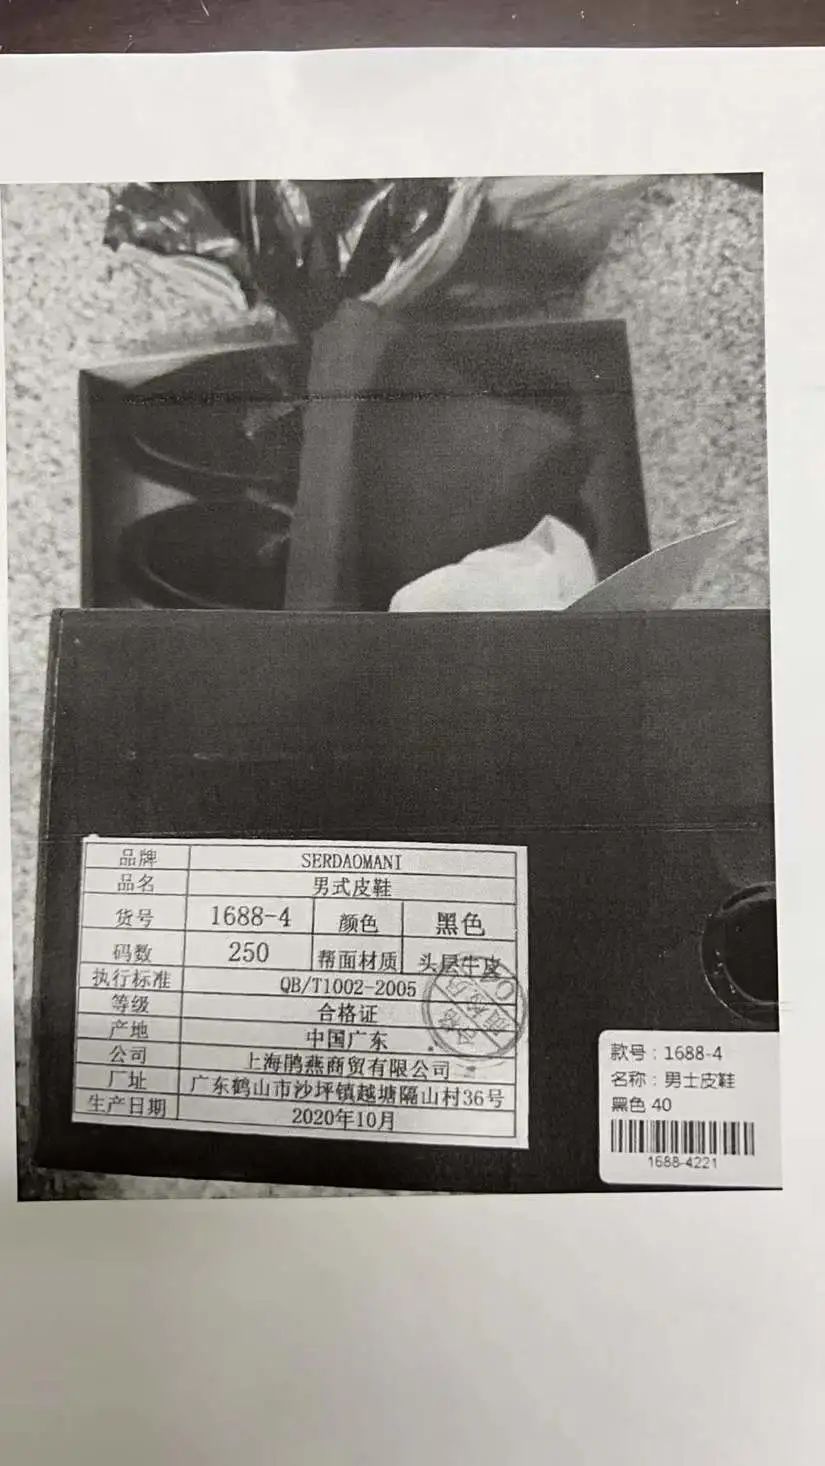 品牌 SERDAOMANI
品名 男式皮鞋
货号 1688-4 颜色 黑色
码数 250 帮面材质 头层牛皮
执行标准 QB/T1002-2005
等级 合格证
产地 中国广东
公司 上海鹃燕商贸有限公司
厂址 广东鹤山市沙坪镇越塘隔山村36号
生产日期 2020年10月
合格
04
款号：1688-4
名称：男士皮鞋
黑色 40
1688-4221